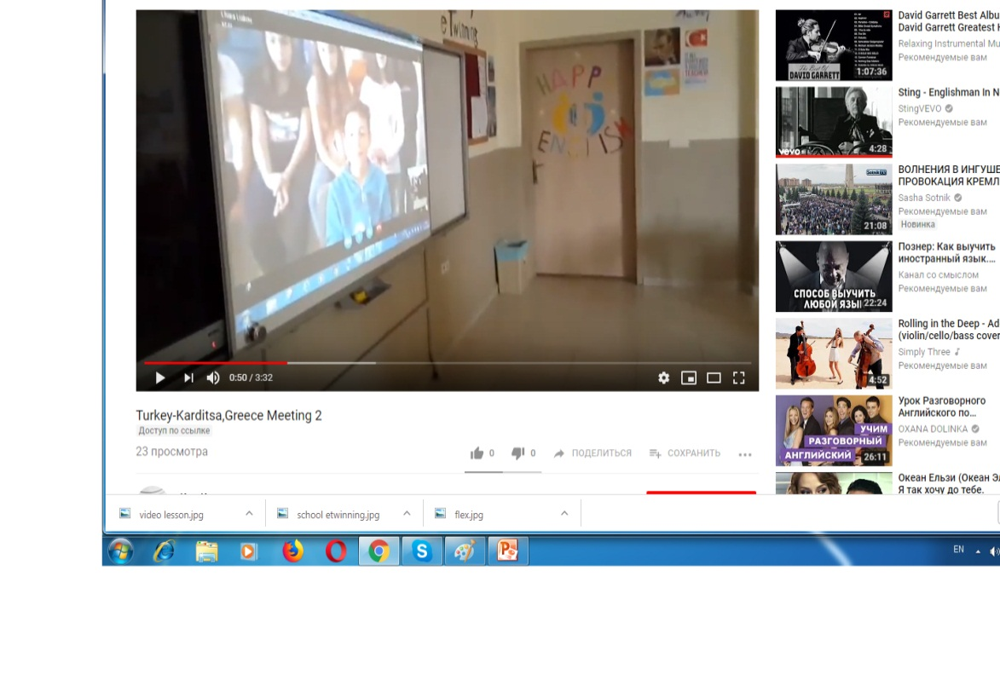 eTwinning
HAPP
ENGLISH
0:50 / 3:32
Turkey-Karditsa,Greece Meeting 2
Доступ по ссылке
23 просмотра
0
0
ПОДЕЛИТЬСЯ
СОХРАНИТЬ
The Best Of
DAVID GARRETT
1:07:36
David Garrett Best Albu
David Garrett Greatest H
Relaxing Instrumental Mu
Рекомендуемые вам
vevo
4:28
Sting - Englishman In N
StingVEVO
Рекомендуемые вам
SotnikTV
21:08
ВОЛНЕНИЯ В ИНГУШЕ
ПРОВОКАЦИЯ КРЕМЛ
Sasha Sotnik
Рекомендуемые вам
Новинка
СПОСОБ ВЫУЧИТЬ
ЛЮБОЙ ЯЗЫ
22:24
Познер: Как выучить
иностранный язык....
Канал со смыслом
Рекомендуемые вам
4:52
Rolling in the Deep - Ad
(violin/cello/bass cover
Simply Three
Рекомендуемые вам
УЧИМ
РАЗГОВОРНЫЙ
АНГЛИЙСКИЙ
26:11
Урок Разговорного
Английского по...
OXANA DOLINKA
Рекомендуемые вам
Океан Ельзи (Океан Эл
Я так хочу до тебе.
video lesson.jpg
school etwinning.jpg
flex.jpg
EN